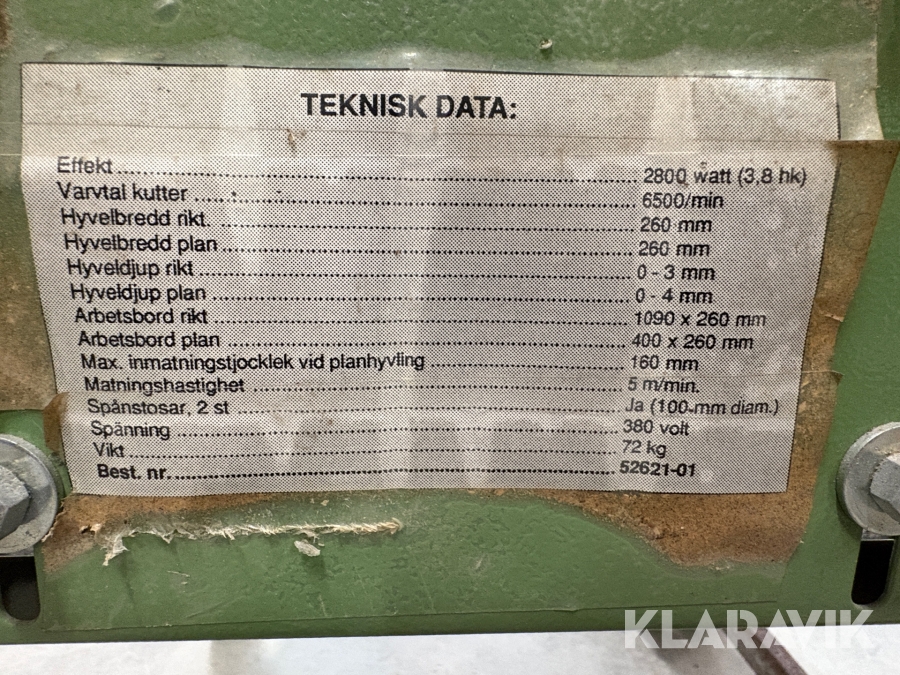 TEKNISK DATA:
Effekt 2800 watt (3,8 hk)
Varvtal kutter 6500/min
Hyvelbredd rikt. 260 mm
Hyvelbredd plan 260 mm
Hyveldjup rikt 0 - 3 mm
Hyveldjup plan 0 - 4 mm
Arbetsbord rikt 1090 x 260 mm
Arbetsbord plan 400 x 260 mm
Max. inmatningstjocklek vid planhyvling 160 mm
Matningshastighet 5 m/min.
Spånstosar, 2 st Ja (100 mm diam.)
Spänning 380 volt
Vikt 72 kg
Best. nr. 52621-01
KLARAVIK